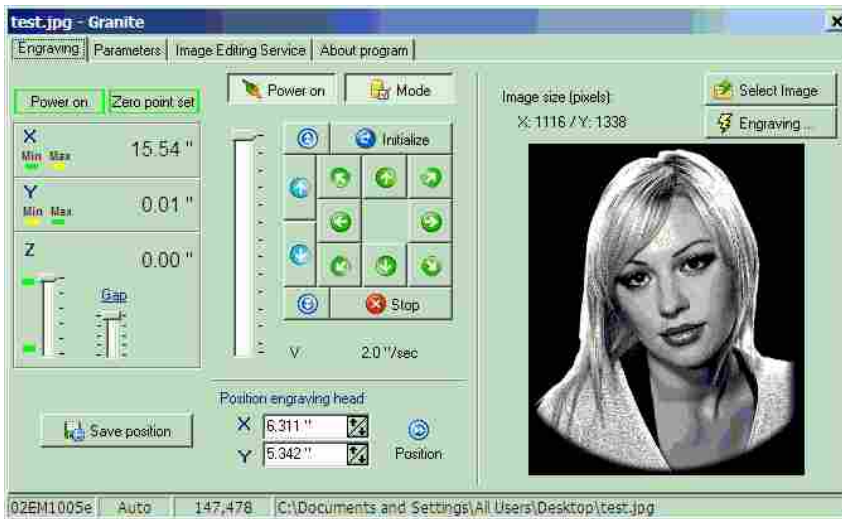 test.jpg - Granite
Engraving Parameters Image Editing Service About program
Power on Zero point set
X 15.54 "
Min Max
Y 0.01 "
Min Max
Z 0.00 "
Gap
Save position
Power on Mode
Initialize
Stop
V 2.0 "/sec
Position engraving head
X 6.311 "
Y 5.342 "
Position
Image size (pixels):
X: 1116 / Y: 1338
Select Image
Engraving ...
02EM1005e Auto 147,478 C:\Documents and Settings\All Users\Desktop\test.jpg